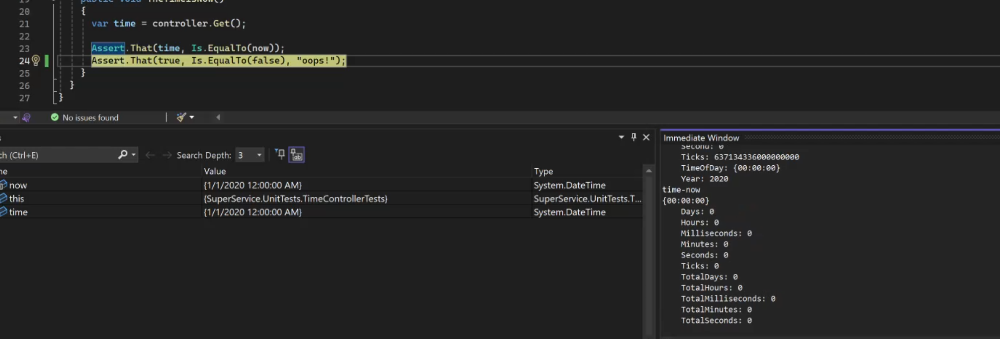 19 public void TheTimeIsNow()
20 {
21 var time = controller.Get();
22
23 Assert.That(time, Is.EqualTo(now));
24 Assert.That(true, Is.EqualTo(false), "oops!");
25 }
26 }
27 }
No issues found
s
ch (Ctrl+E) Search Depth: 3
me Value Type
now {1/1/2020 12:00:00 AM} System.DateTime
this {SuperService.UnitTests.TimeControllerTests} SuperService.UnitTests.T...
time {1/1/2020 12:00:00 AM} System.DateTime
Immediate Window
Second: 0
Ticks: 637134336000000000
TimeOfDay: {00:00:00}
Year: 2020
time-now
{00:00:00}
Days: 0
Hours: 0
Milliseconds: 0
Minutes: 0
Seconds: 0
Ticks: 0
TotalDays: 0
TotalHours: 0
TotalMilliseconds: 0
TotalMinutes: 0
TotalSeconds: 0